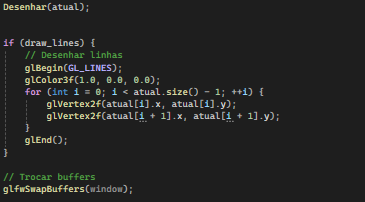 Desenhar(atual);
if (draw_lines) {
// Desenhar linhas
glBegin(GL_LINES);
glColor3f(1.0, 0.0, 0.0);
for (int i = 0; i < atual.size() - 1; ++i) {
glVertex2f(atual[i].x, atual[i].y);
glVertex2f(atual[i + 1].x, atual[i + 1].y);
}
glEnd();
}
// Trocar buffers
glfwSwapBuffers(window);